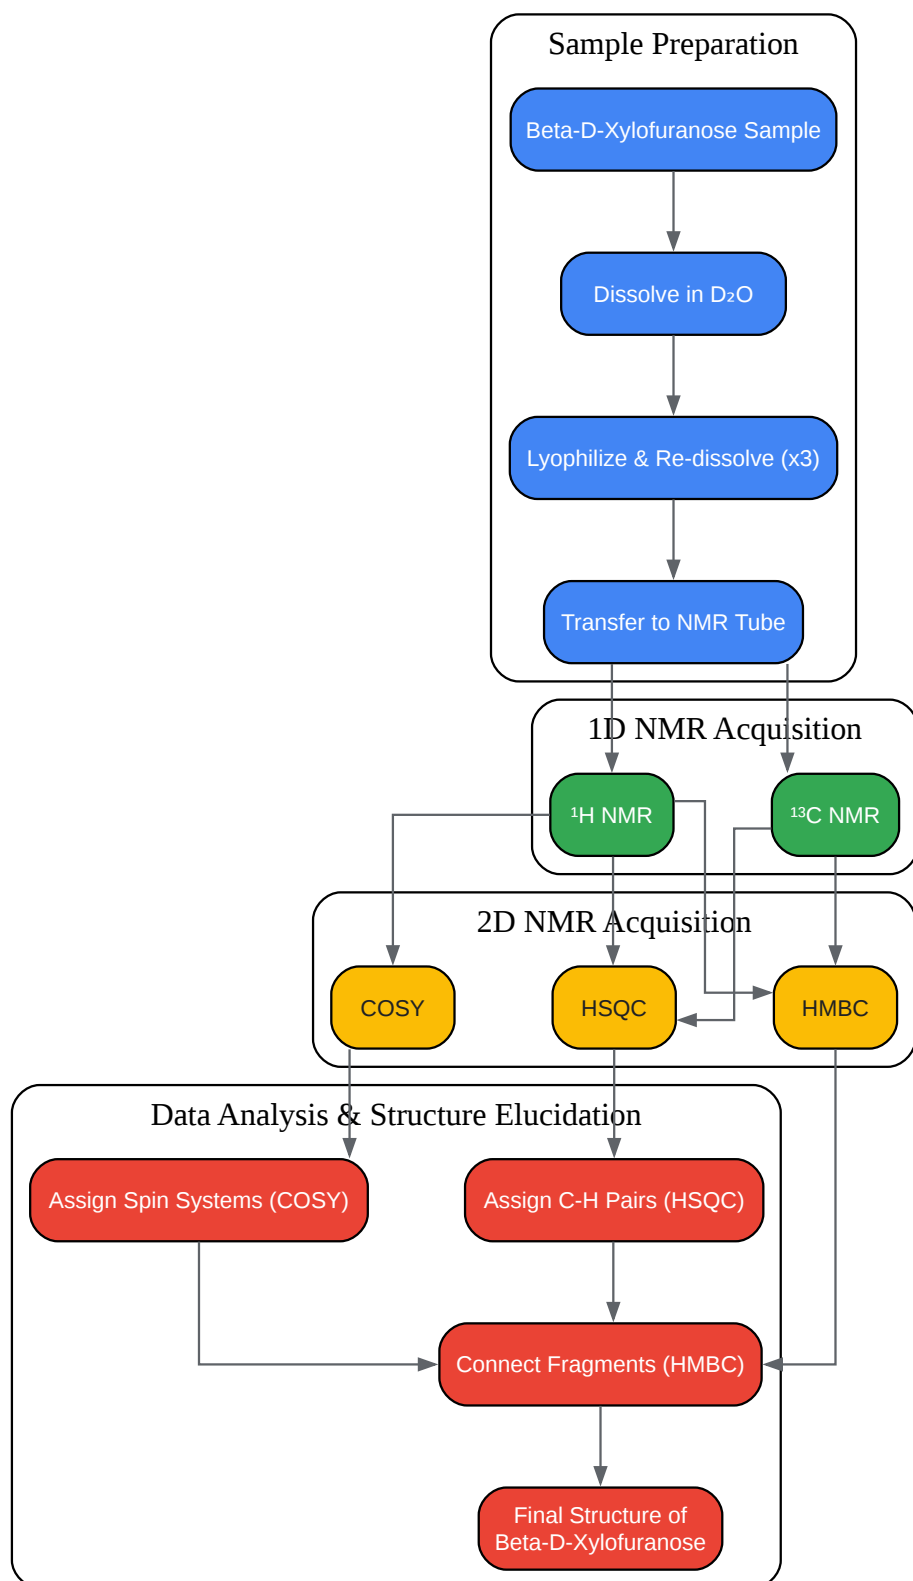 Sample Preparation
Beta-D-Xylofuranose Sample
Dissolve in D₂O
Lyophilize & Re-dissolve (x3)
Transfer to NMR Tube
1D NMR Acquisition
¹H NMR
¹³C NMR
2D NMR Acquisition
COSY
HSQC
HMBC
Data Analysis & Structure Elucidation
Assign Spin Systems (COSY)
Assign C-H Pairs (HSQC)
Connect Fragments (HMBC)
Final Structure of
Beta-D-Xylofuranose